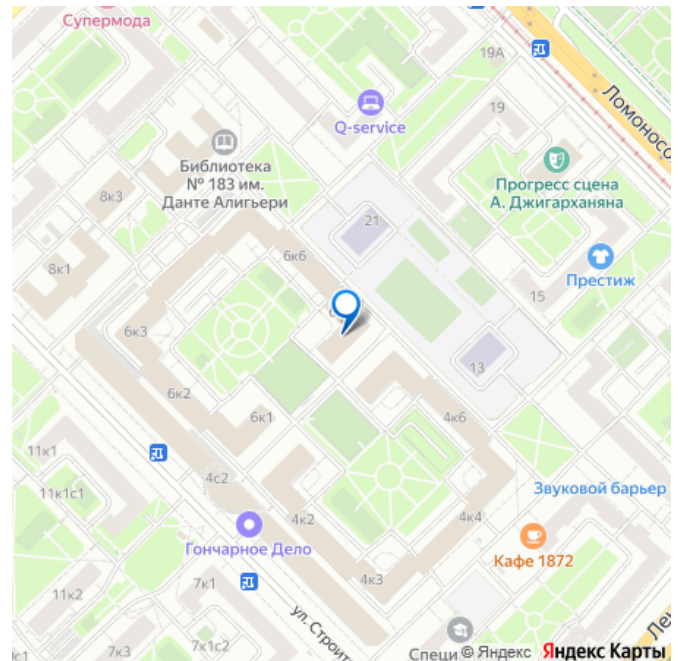 Супермода
19А
Ломоносо
19
Q-service
Библиотека
№ 183 им.
Данте Алигьери
Прогресс сцена
А. Джигарханяна
8к3
21
6к6
8к1
Престиж
15
6к3
13
6к2
6к1
4к6
11к1
4с2
Звуковой барьер
11к1с1
4к2
4к4
Гончарное Дело
Кафе 1872
7к1
4к3
11к2
ул. Строит
Лен
7к3
7к1с2
Специ
© Яндекс Яндекс Карты